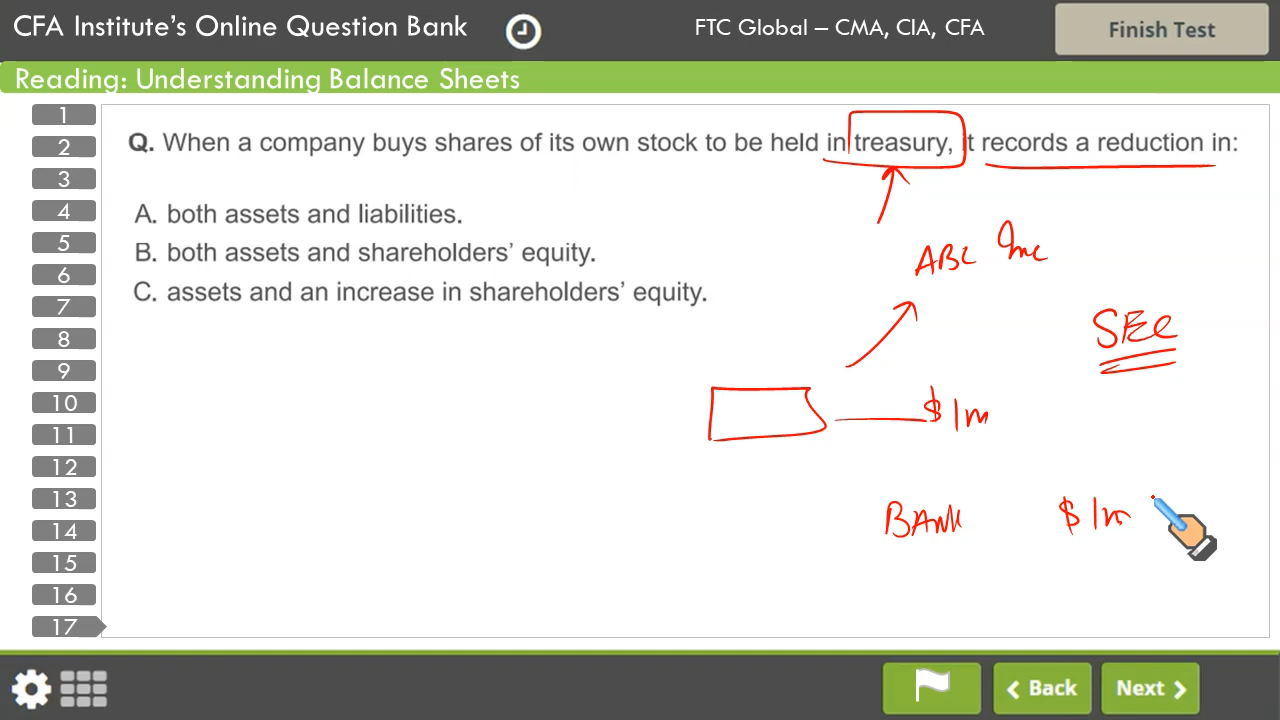 CFA Institute’s Online Question Bank
FTC Global – CMA, CIA, CFA
Finish Test
Reading: Understanding Balance Sheets
1
2
3
4
5
6
7
8
9
10
11
12
13
14
15
16
17
Q. When a company buys shares of its own stock to be held in treasury, it records a reduction in:
A. both assets and liabilities.
B. both assets and shareholders’ equity.
C. assets and an increase in shareholders’ equity.
ABC Inc
SEC
$1m
BANK $1m
Back
Next